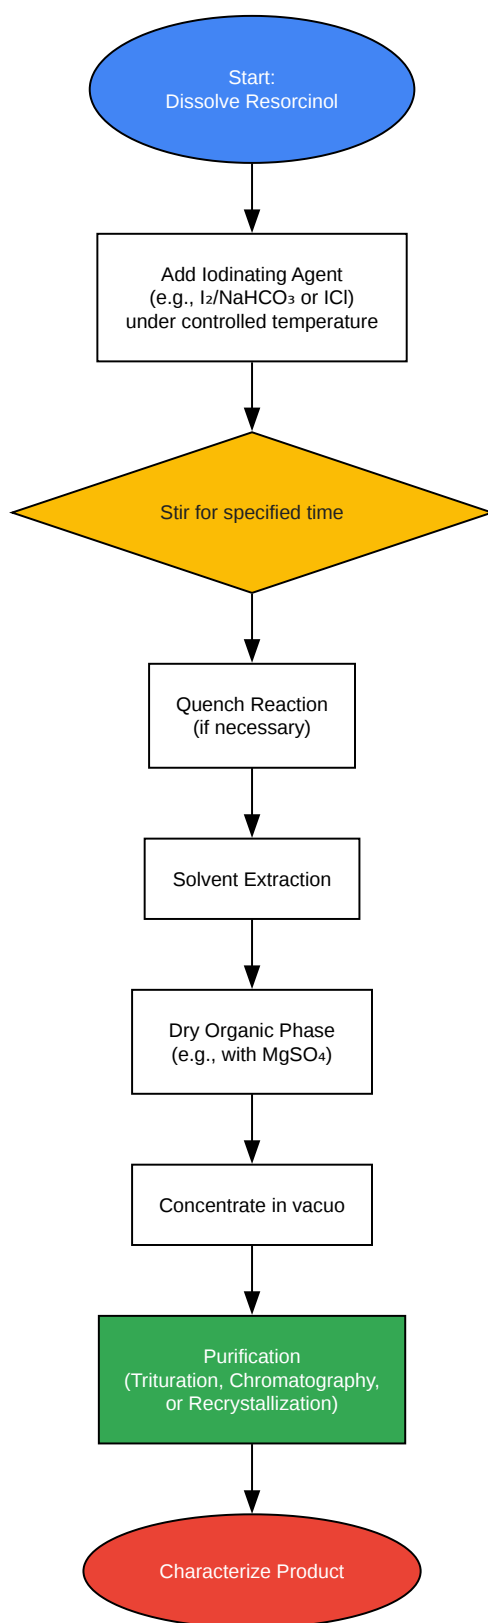 Start:
Dissolve Resorcinol
Add Iodinating Agent
(e.g., I₂/NaHCO₃ or ICl)
under controlled temperature
Stir for specified time
Quench Reaction
(if necessary)
Solvent Extraction
Dry Organic Phase
(e.g., with MgSO₄)
Concentrate in vacuo
Purification
(Trituration, Chromatography,
or Recrystallization)
Characterize Product